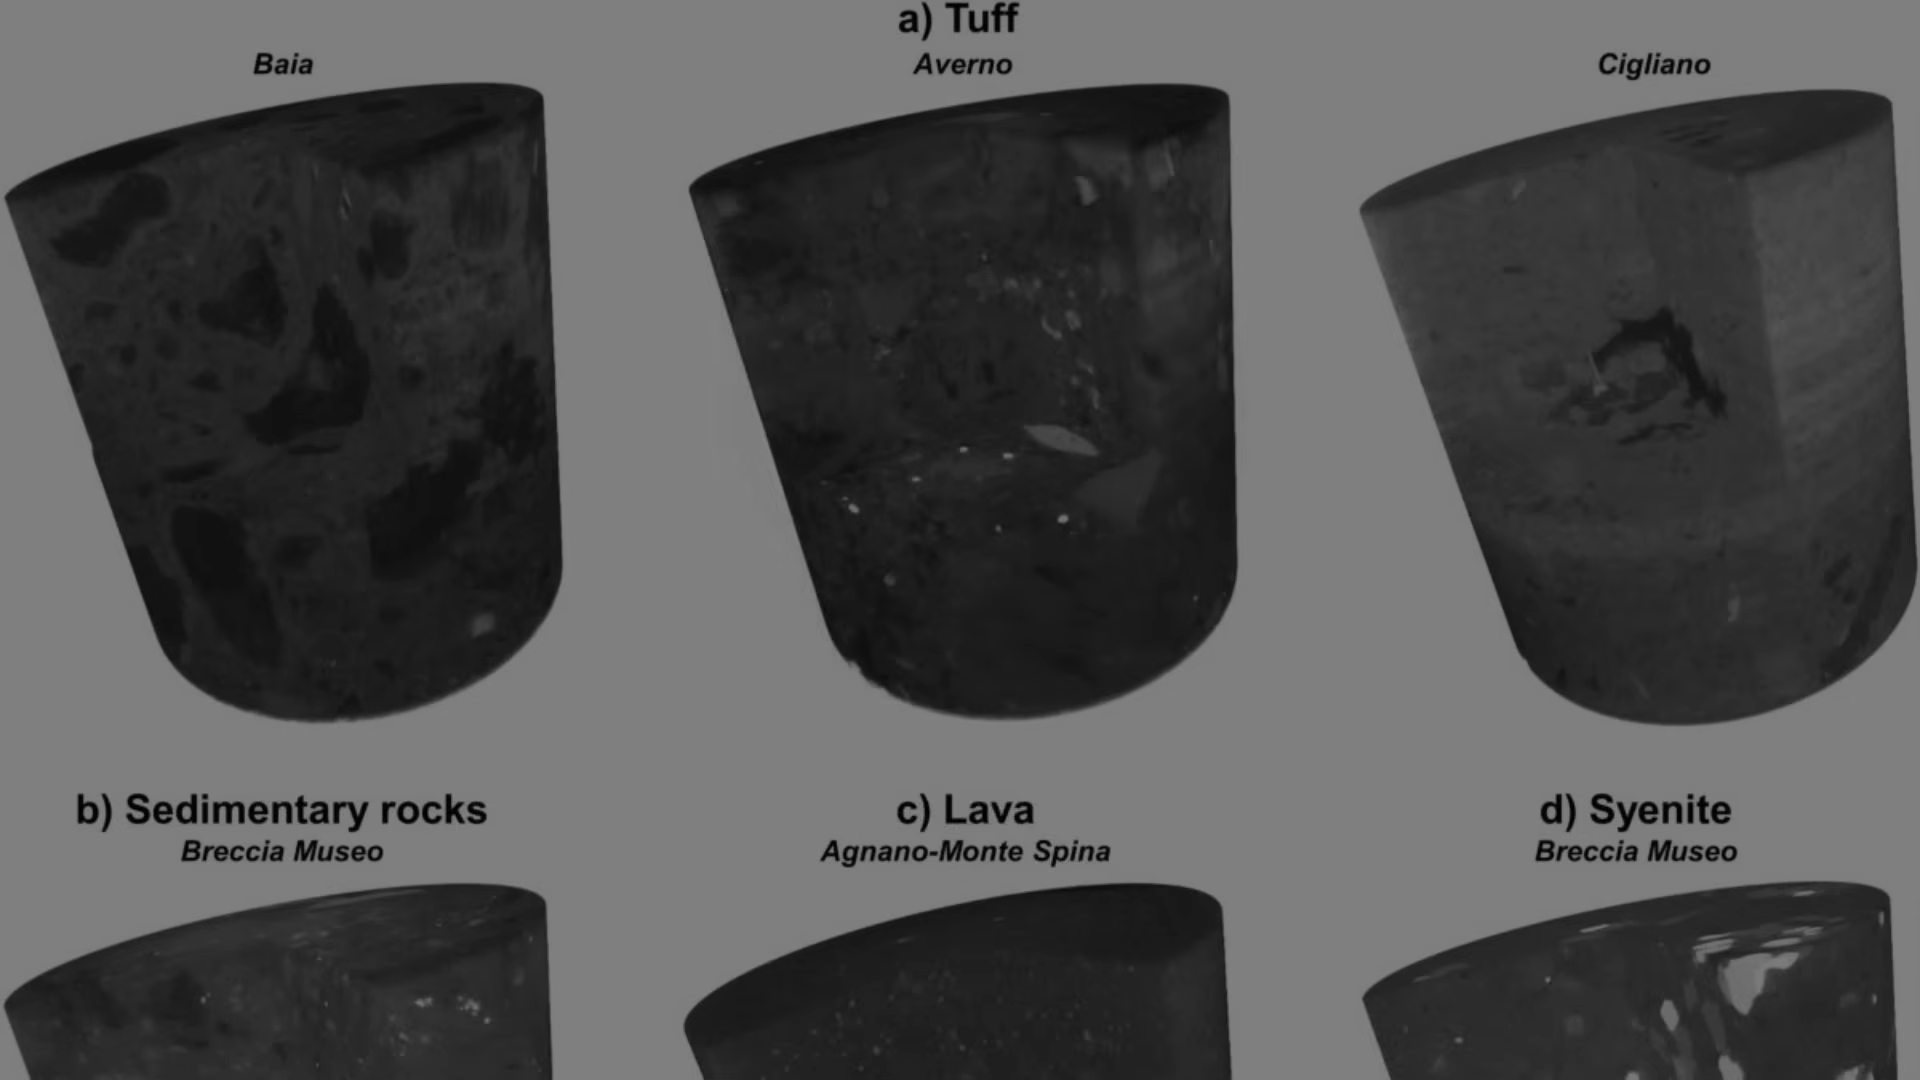 a) Tuff
Baia
Averno
Cigliano
b) Sedimentary rocks
Breccia Museo
c) Lava
Agnano-Monte Spina
d) Syenite
Breccia Museo